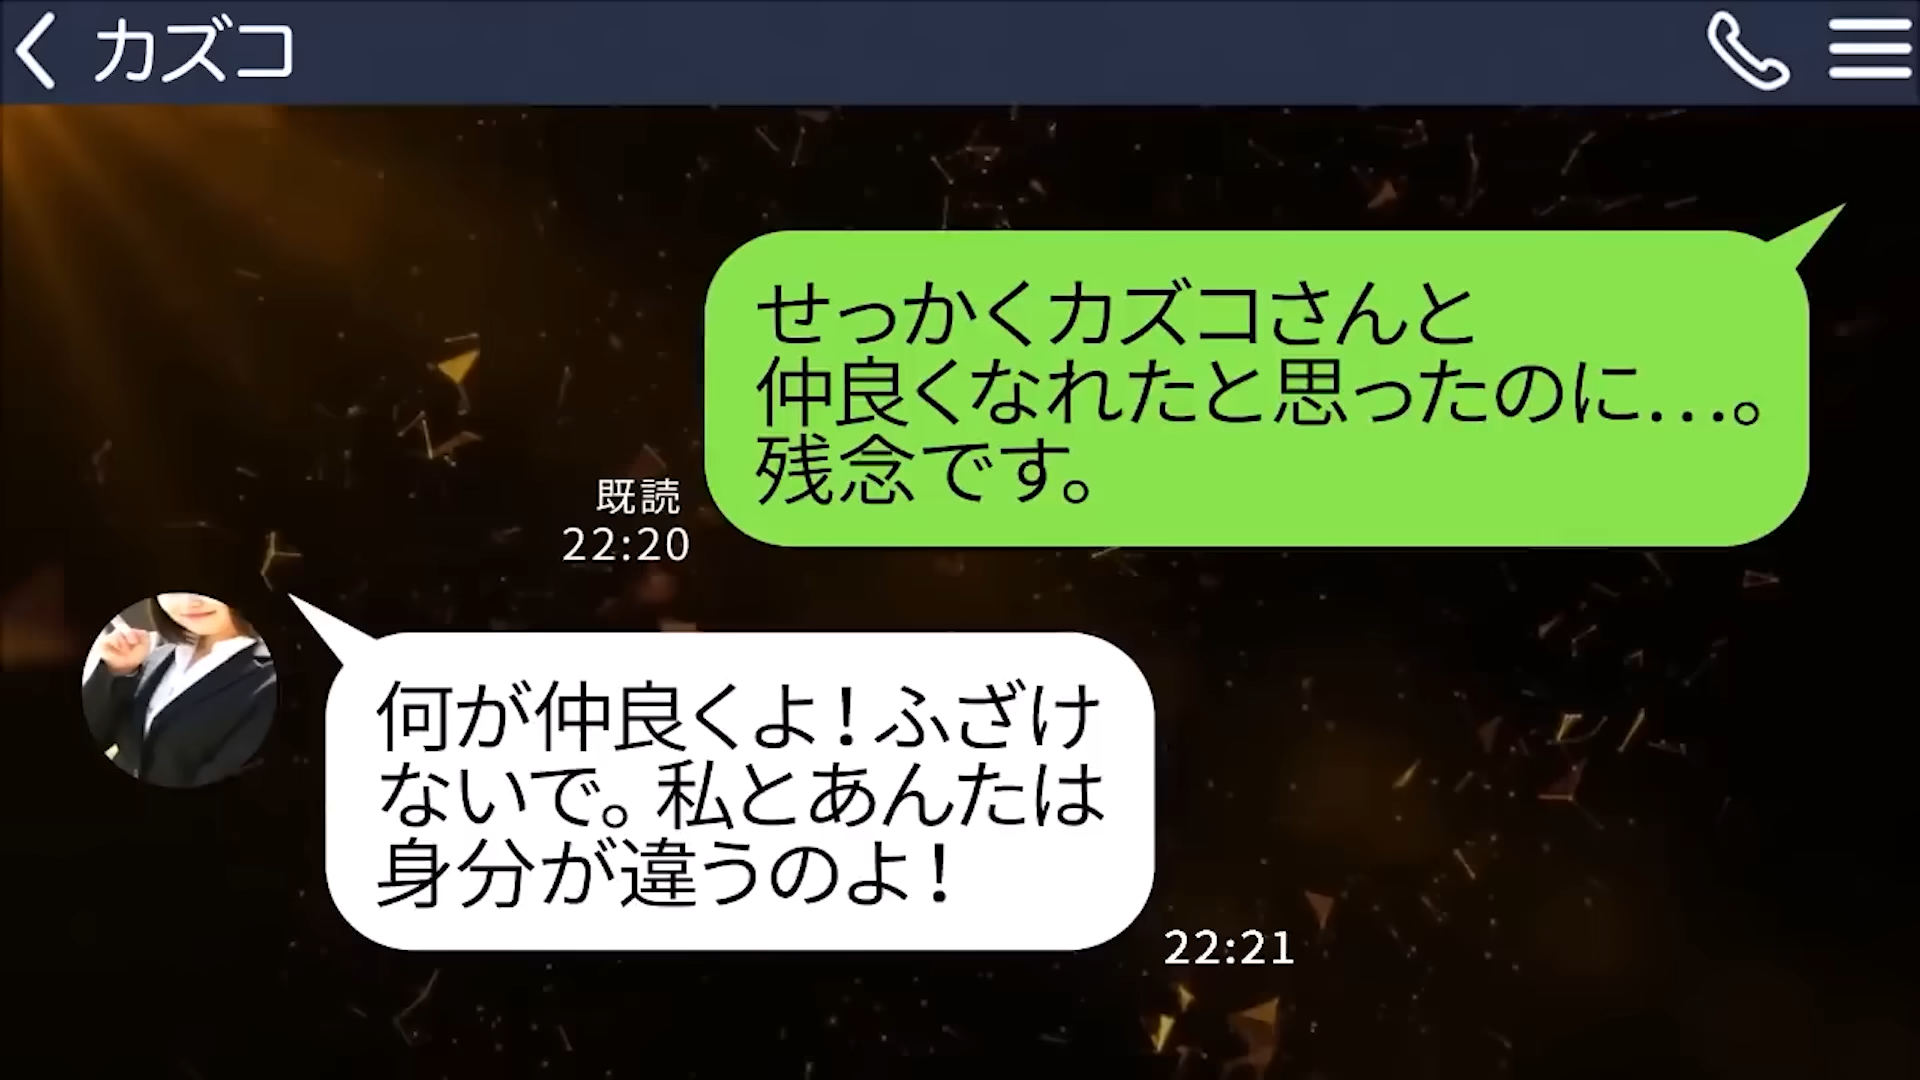 カズコ
せっかくカズコさんと
仲良くなれたと思ったのに…。
残念です。
既読
22:20
何が仲良くよ！ふざけ
ないで。私とあんたは
身分が違うのよ！
22:21